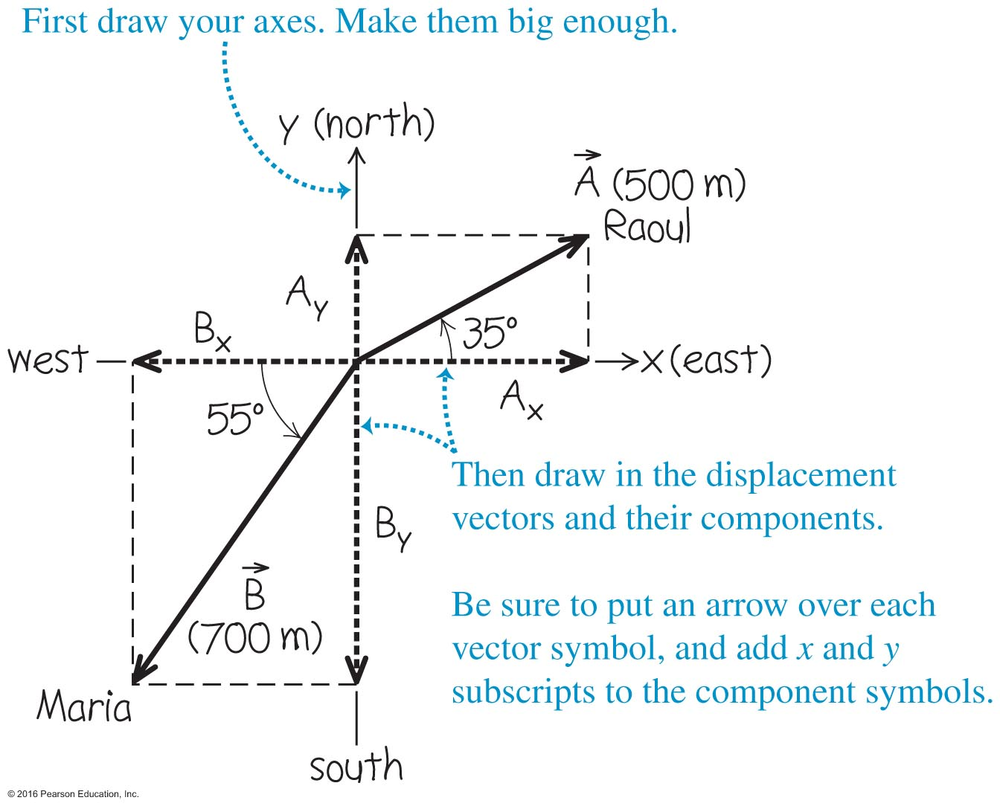 First draw your axes. Make them big enough.
y (north)
A (500 m)
Raoul
Ay
Bx
35°
west
x (east)
Ax
55°
Then draw in the displacement
vectors and their components.
By
B
(700 m)
Be sure to put an arrow over each
vector symbol, and add x and y
subscripts to the component symbols.
Maria
south
© 2016 Pearson Education, Inc.